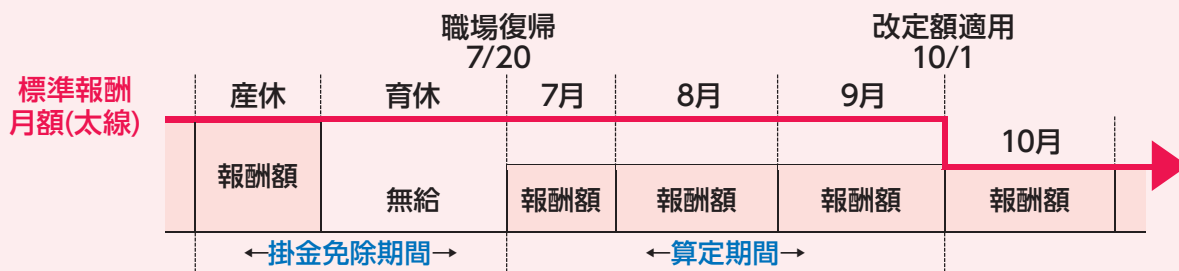 職場復帰
7/20
改定額適用
10/1
標準報酬
月額(太線)
産休
育休
7月
8月
9月
10月
報酬額
無給
報酬額
報酬額
報酬額
報酬額
←掛金免除期間→
←算定期間→